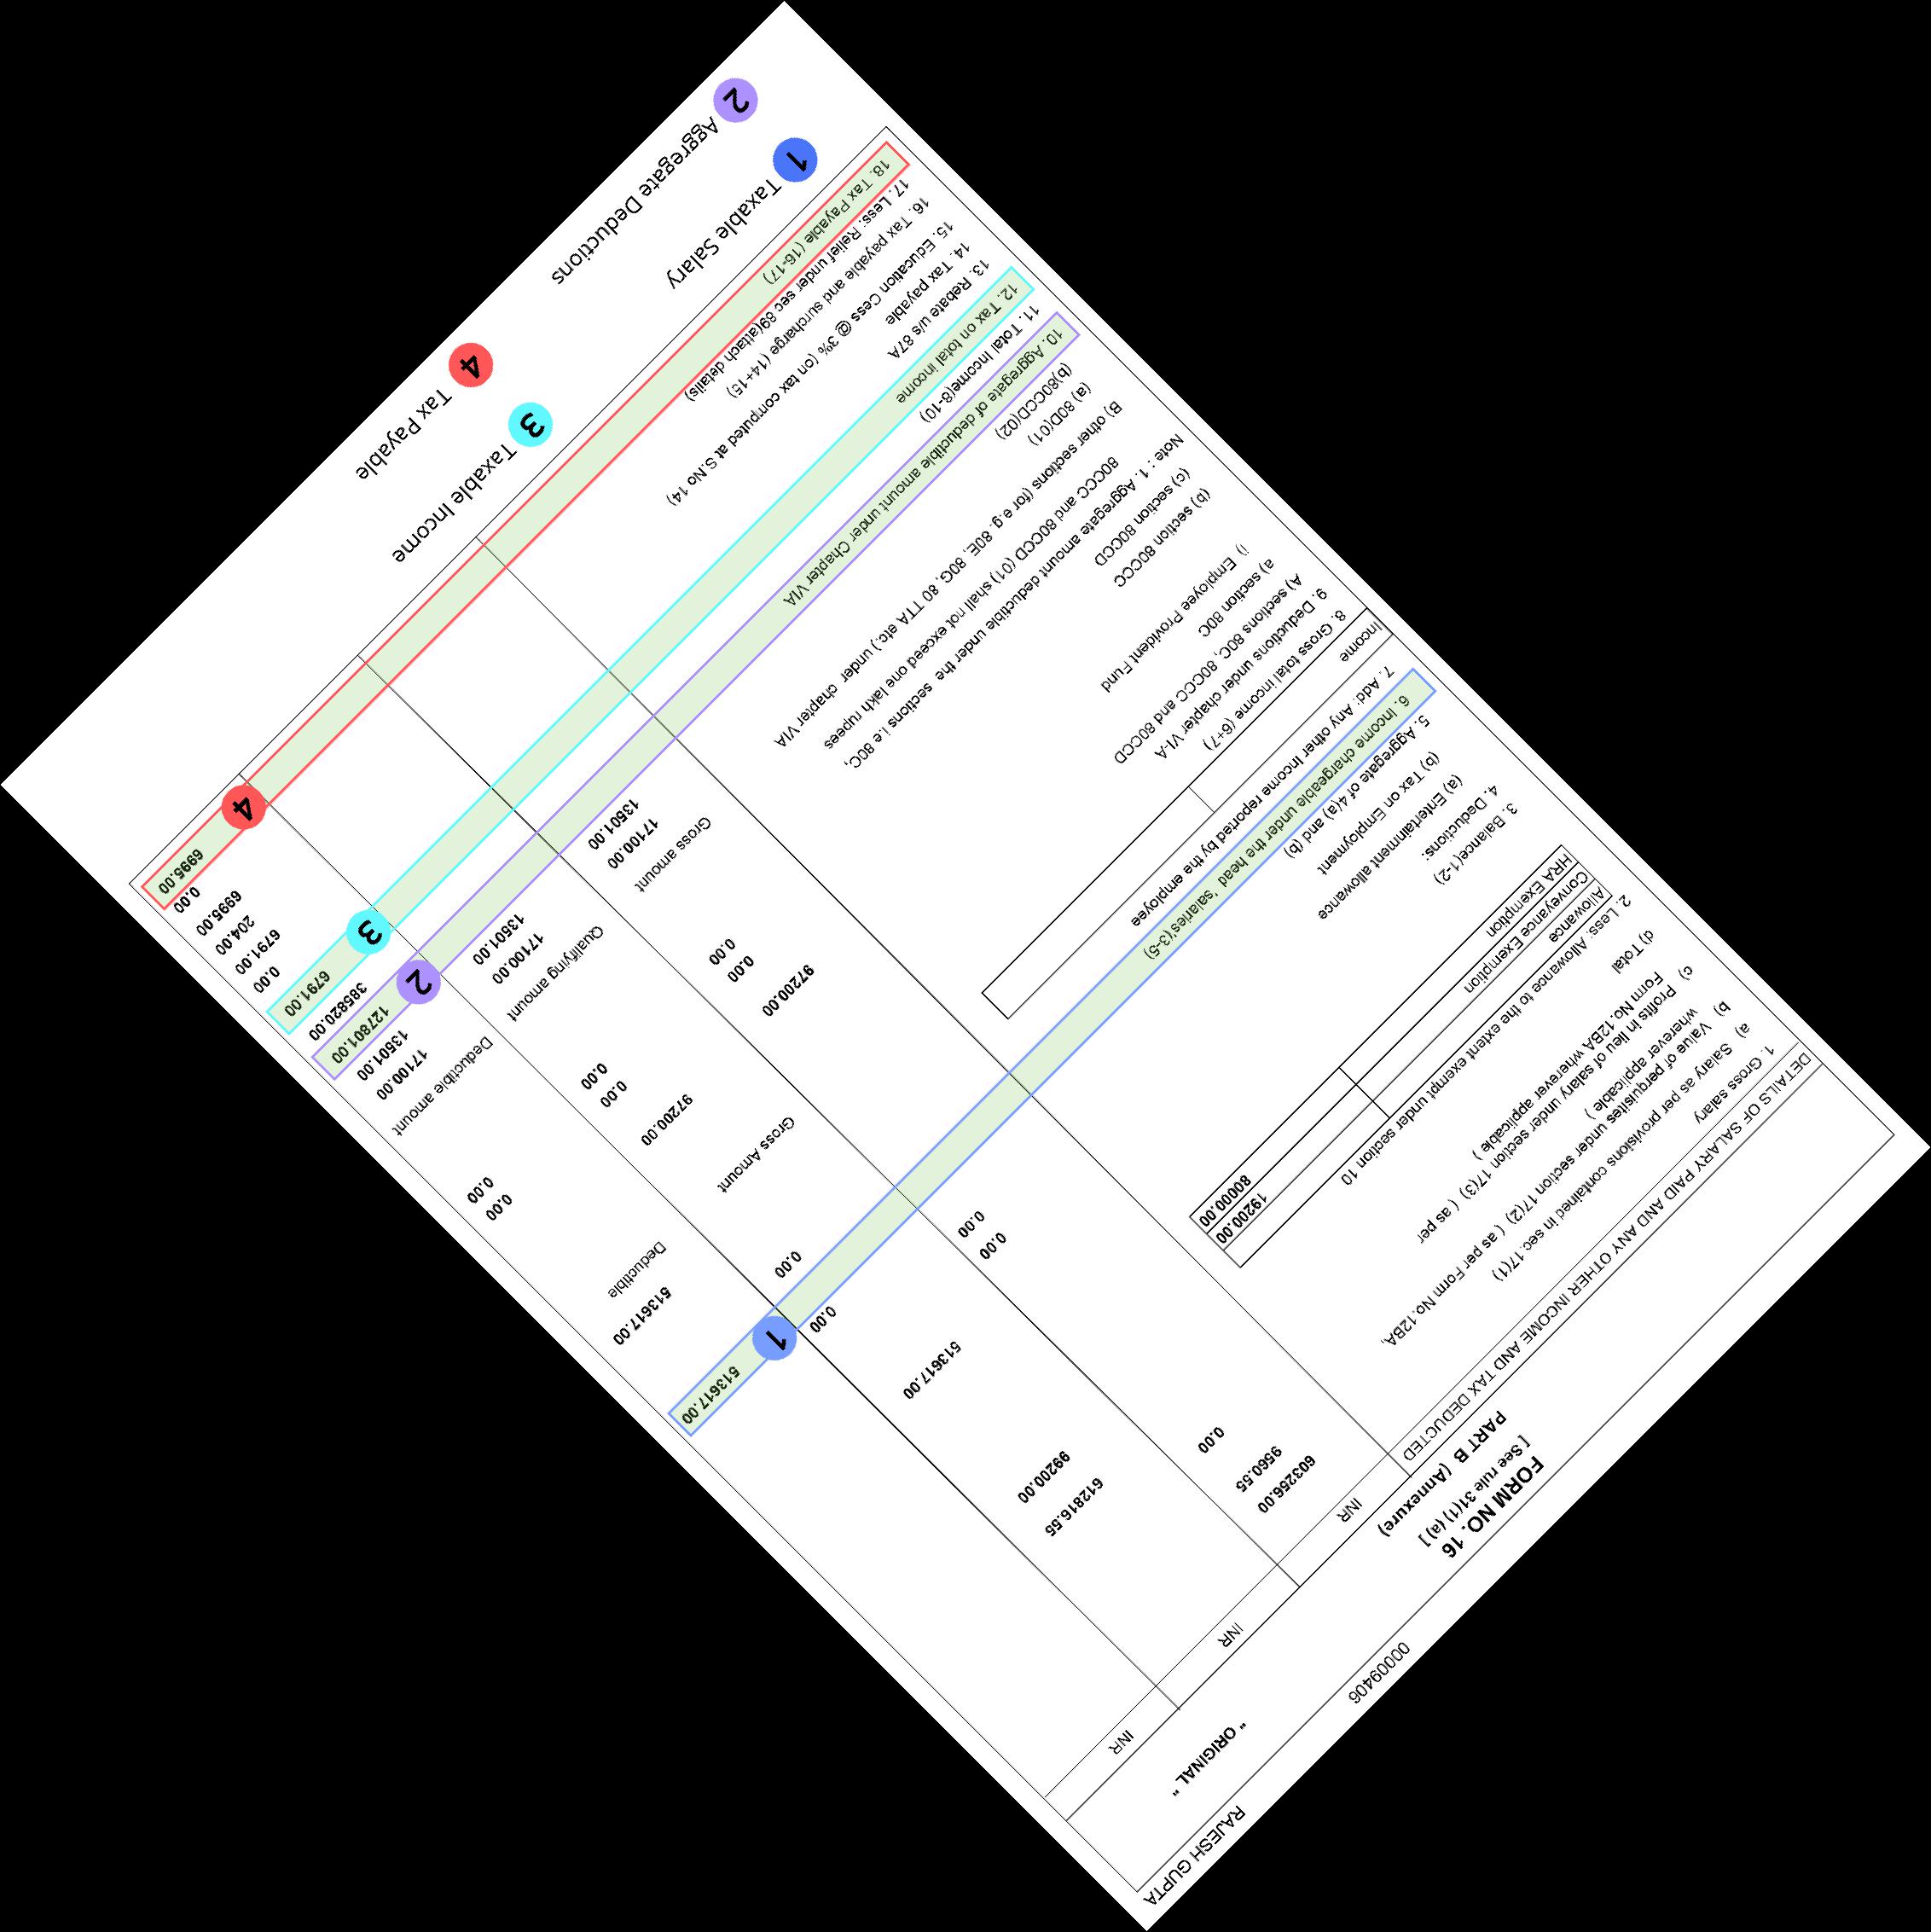 00009406 RAJESH GUPTA
FORM NO. 16
[ See rule 31(1) (a) ]
PART B (Annexure) " ORIGINAL "
DETAILS OF SALARY PAID AND ANY OTHER INCOME AND TAX DEDUCTED INR INR INR
1. Gross salary
a) Salary as per provisions contained in sec.17(1) 603266.00
b) Value of perquisites under section 17(2) ( as per Form No.12BA, 9560.55
wherever applicable )
c) Profits in lieu of salary under section 17(3) ( as per 0.00
Form No.12BA wherever applicable )
d)Total 612816.55
2. Less: Allowance to the extent exempt under section 10 99200.00
Allowance
Conveyance Exemption 19200.00
HRA Exemption 80000.00
3. Balance(1-2) 513617.00
4. Deductions:
(a) Entertainment allowance 0.00
(b) Tax on Employment 0.00
5. Aggregate of 4(a) and (b) 0.00
6. Income chargeable under the head 'salaries'(3-5) 1 513617.00
7. Add: Any other income reported by the employee 0.00
Income
8. Gross total income (6+7) 513617.00
9. Deductions under chapter VI-A Gross Amount Deductible
A) sections 80C, 80CCC and 80CCD
a) section 80C
i) Employee Provident Fund 97200.00 97200.00
(b) section 80CCC 0.00 0.00 0.00
(c) section 80CCD 0.00 0.00 0.00
Note : 1. Aggregate amount deductible under the sections i.e 80C,
80CCC and 80CCD (01) shall not exceed one lakh rupees
B) other sections (for e.g. 80E, 80G, 80 TTA etc.) under chapter VIA Gross amount Qualifying amount Deductible amount
(a) 80D(01) 17100.00 17100.00 17100.00
(b)80CCD(02) 13501.00 13501.00 13501.00
10. Aggregate of deductible amount under Chapter VIA 2 127801.00
11. Total Income(8-10) 385820.00
12. Tax on total income 3 6791.00
13. Rebate u/s 87A 0.00
14. Tax payable 6791.00
15. Education Cess @ 3% (on tax computed at S.No 14) 204.00
16. Tax payable and surcharge (14+15) 6995.00
17. Less: Relief under sec 89(attach details) 0.00
18. Tax Payable (16-17) 4 6995.00
1 Taxable Salary 3 Taxable Income
2 Aggregate Deductions 4 Tax Payable